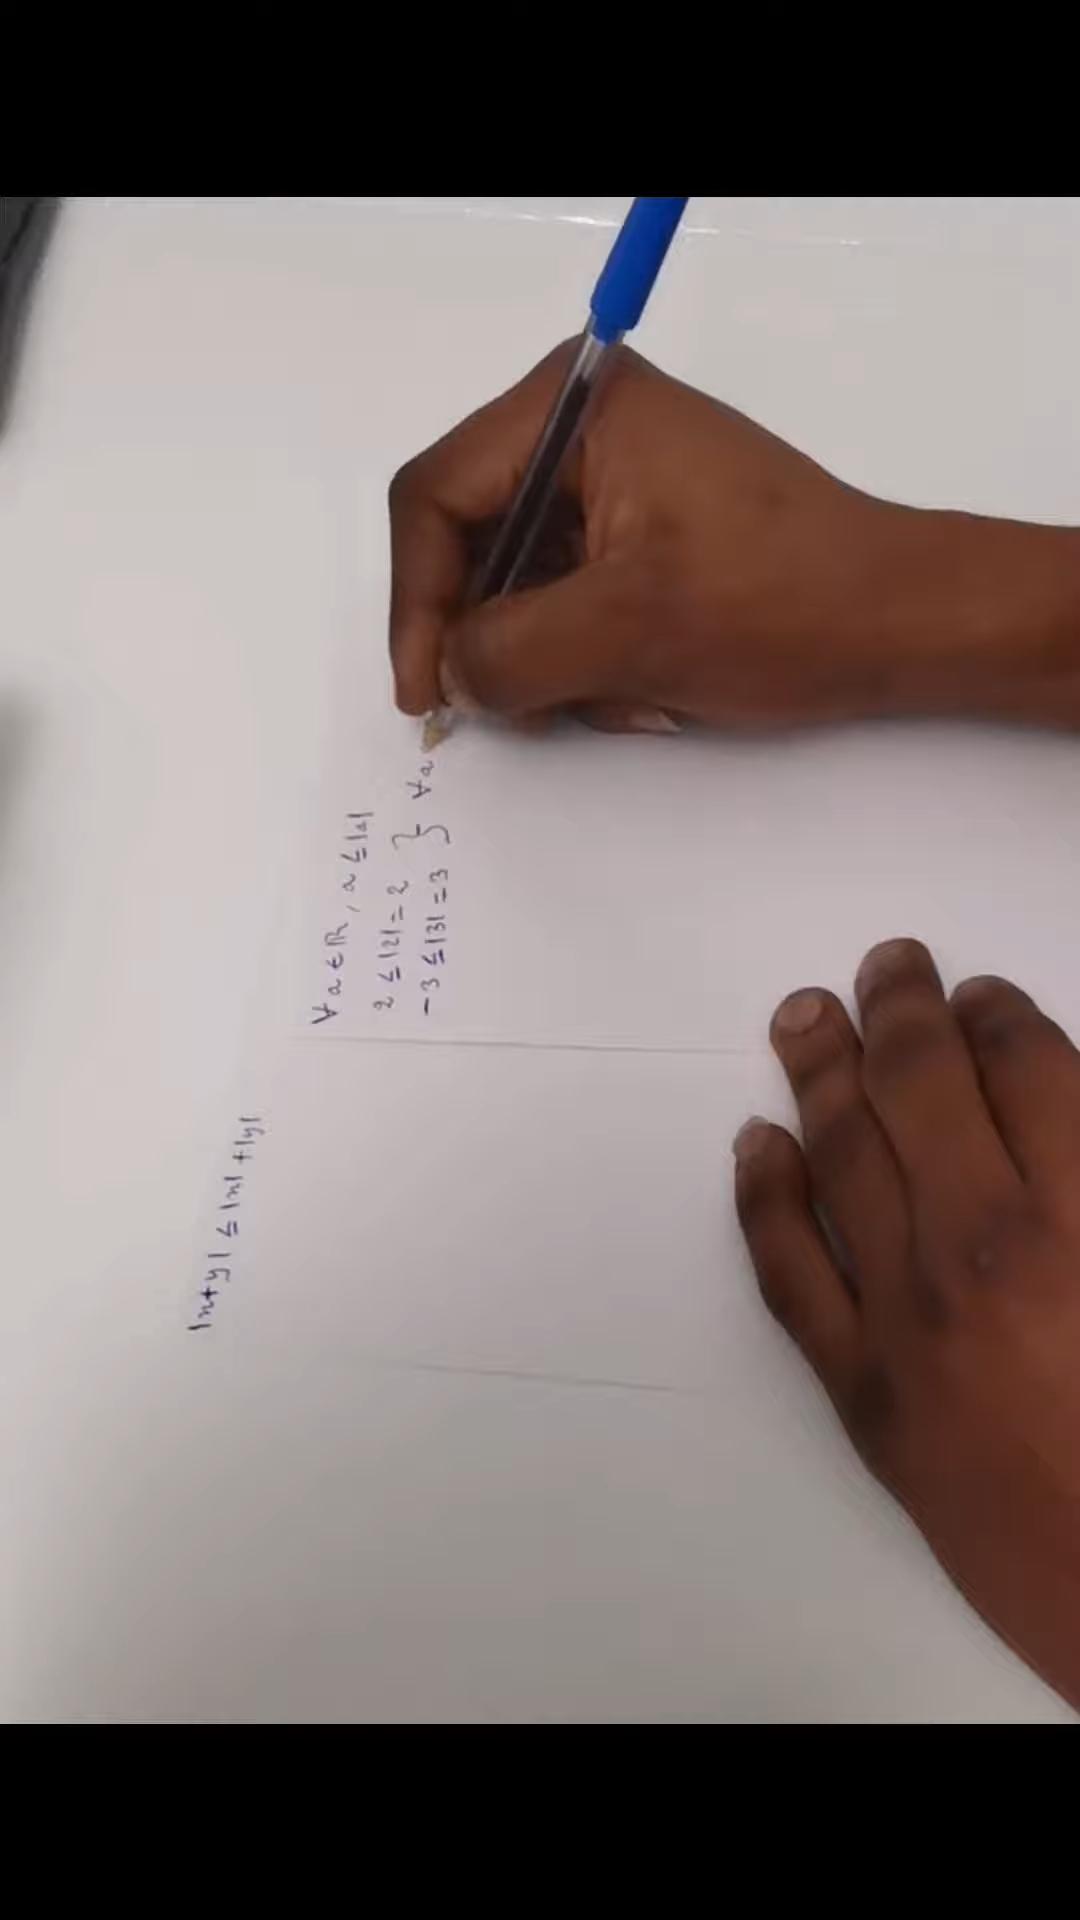 |x+y| ≤ |x| + |y|
∀a∈ℝ, a ≤ |a|
2 ≤ |2| = 2
-3 ≤ |3| = 3 } ∀a